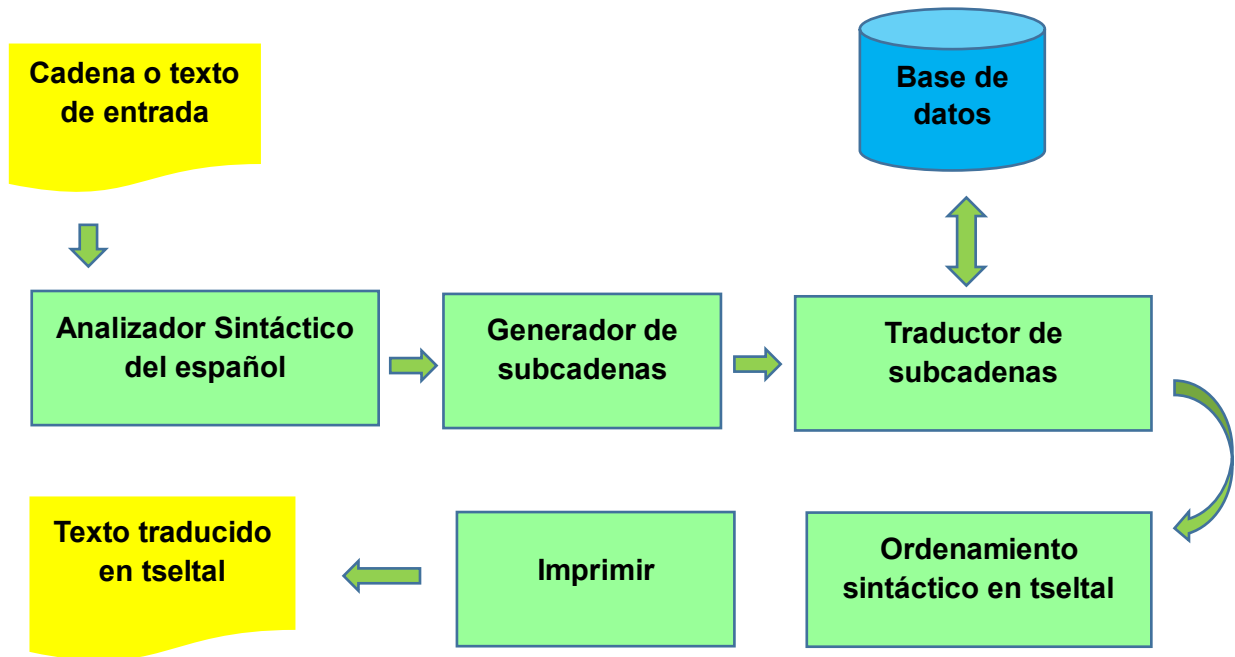 Cadena o texto
de entrada
Base de
datos
Analizador Sintáctico
del español
Generador de
subcadenas
Traductor de
subcadenas
Texto traducido
en tseltal
Imprimir
Ordenamiento
sintáctico en tseltal